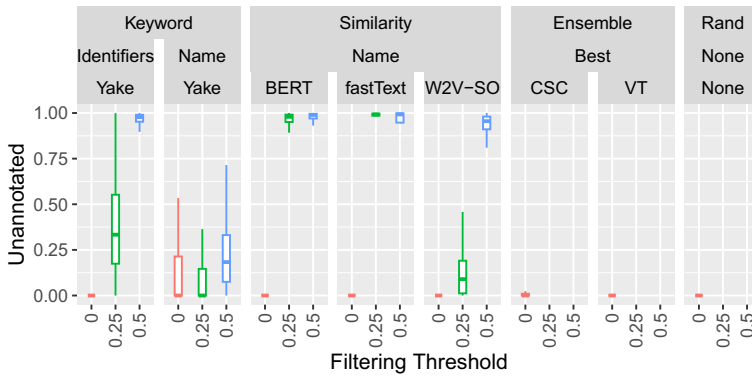 Keyword Similarity Ensemble Rand
Identifiers Name Name Best None
Yake Yake BERT fastText W2V−SO CSC VT None
Unannotated
1.00
0.75
0.50
0.25
0.00
0 0.25 0.5 0 0.25 0.5 0 0.25 0.5 0 0.25 0.5 0 0.25 0.5 0 0.25 0.5 0 0.25 0.5 0 0.25 0.5
Filtering Threshold